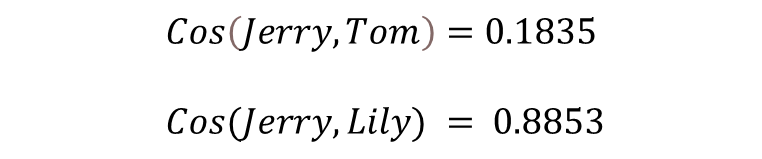 Cos(Jerry,Tom) = 0.1835
Cos(Jerry,Lily) = 0.8853